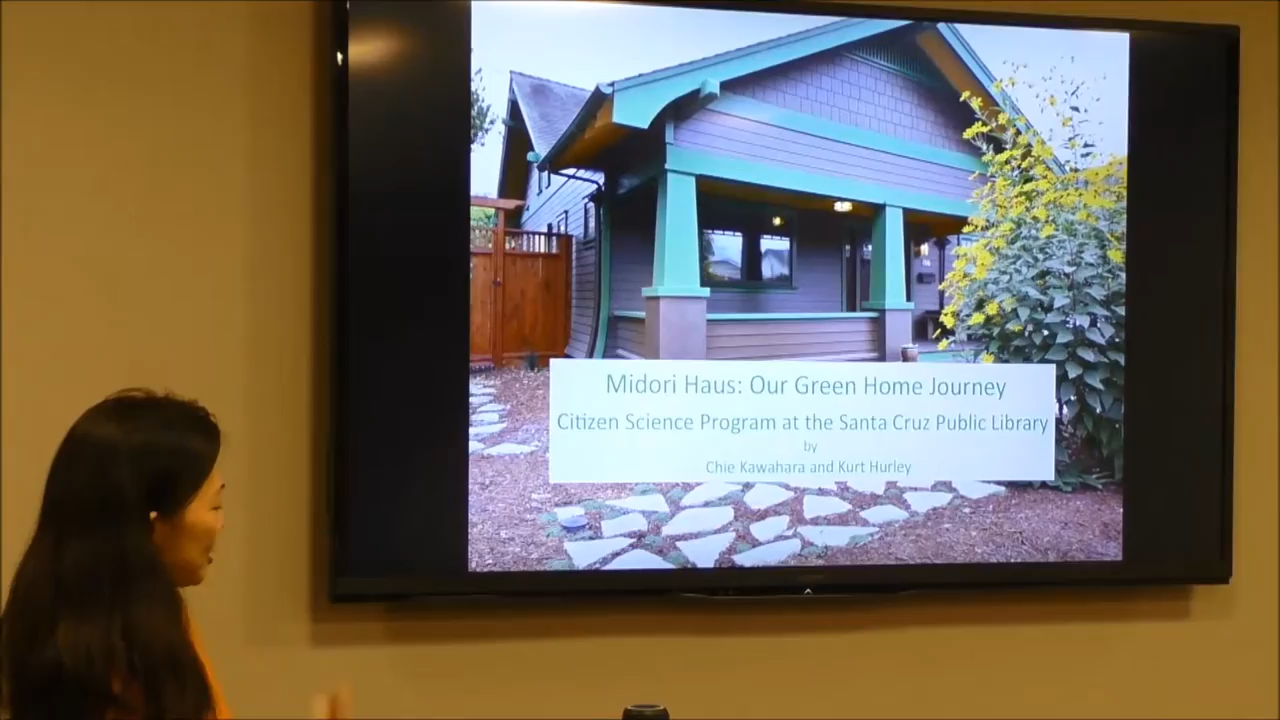 Midori Haus: Our Green Home Journey
Citizen Science Program at the Santa Cruz Public Library
by
Chie Kawahara and Kurt Hurley